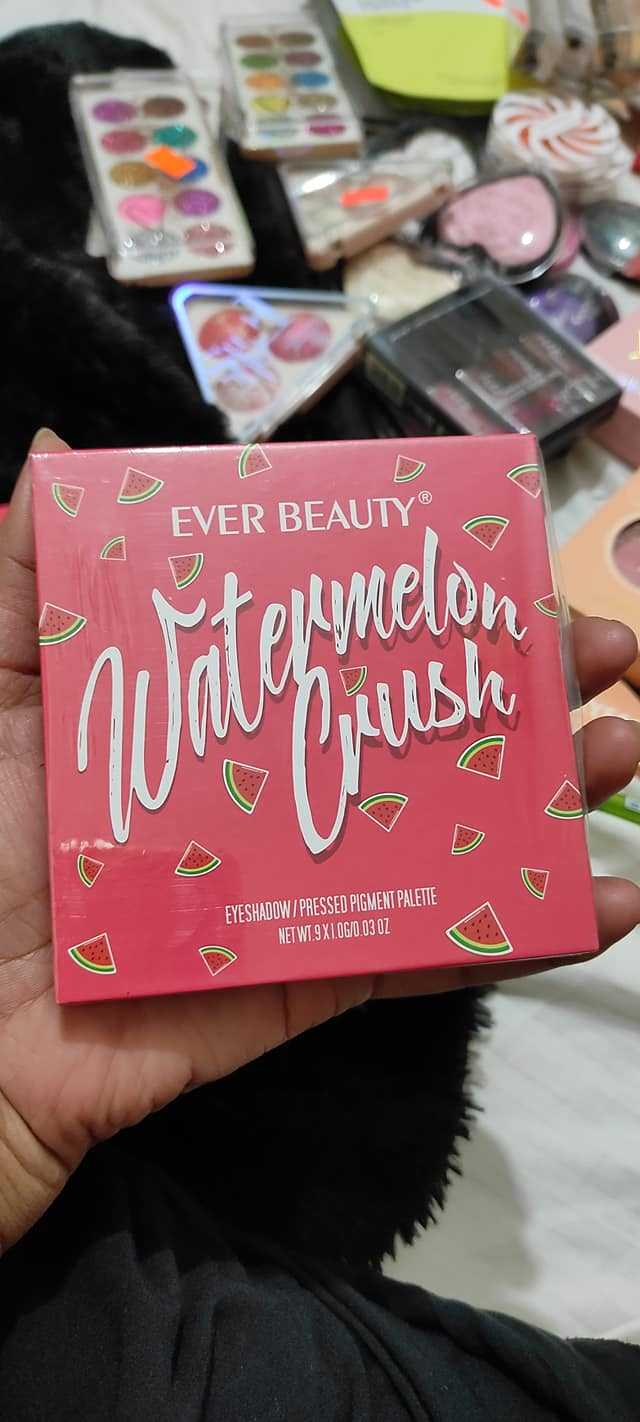 EVER BEAUTY®
Watermelon
Crush
EYESHADOW / PRESSED PIGMENT PALETTE
NET WT.9 X 1.0G/0.03 OZ